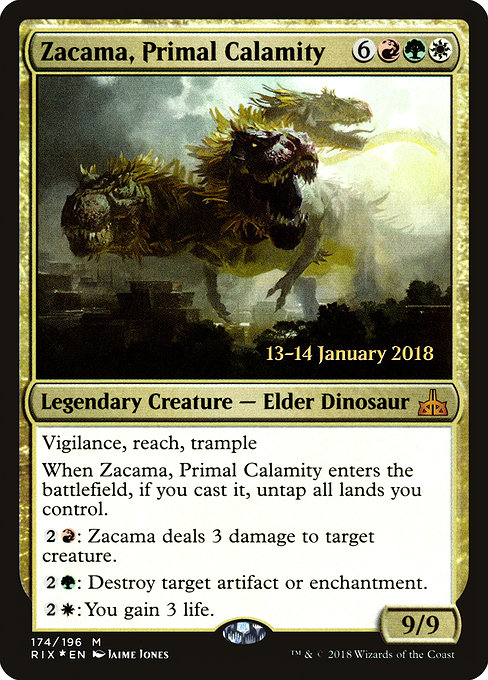 Zacama, Primal Calamity 6
13–14 January 2018
Legendary Creature — Elder Dinosaur
Vigilance, reach, trample
When Zacama, Primal Calamity enters the
battlefield, if you cast it, untap all lands you
control.
2 : Zacama deals 3 damage to target
creature.
2 : Destroy target artifact or enchantment.
2 : You gain 3 life.
9/9
174/196 M
RIX★EN Jaime Jones
™ & © 2018 Wizards of the Coast